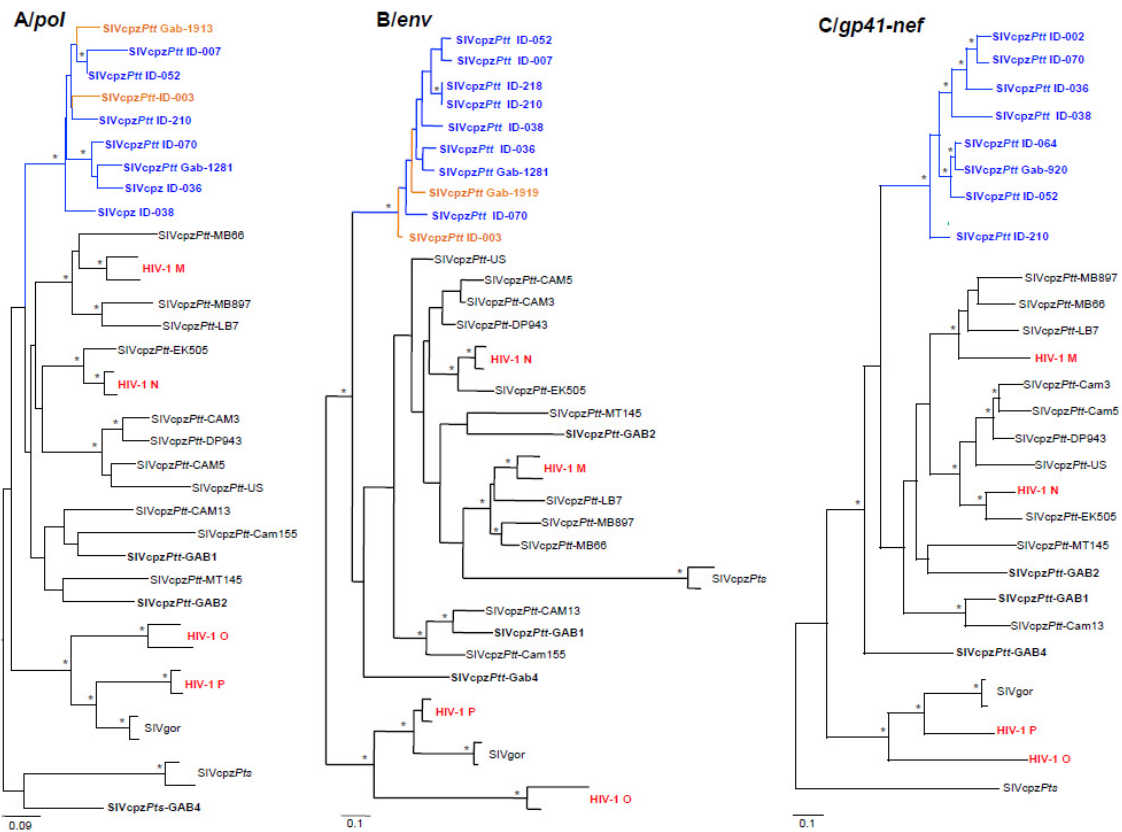 A/pol
SIVcpzPtt Gab-1913
SIVcpzPtt ID-007
SIVcpzPtt ID-052
SIVcpzPtt-ID-003
SIVcpzPtt ID-210
SIVcpzPtt ID-070
SIVcpzPtt Gab-1281
SIVcpz ID-036
SIVcpz ID-038
SIVcpzPtt-MB66
HIV-1 M
SIVcpzPtt-MB897
SIVcpzPtt-LB7
SIVcpzPtt-EK505
HIV-1 N
SIVcpzPtt-CAM3
SIVcpzPtt-DP943
SIVcpzPtt-CAM5
SIVcpzPtt-US
SIVcpzPtt-CAM13
SIVcpzPtt-Cam155
SIVcpzPtt-GAB1
SIVcpzPtt-MT145
SIVcpzPtt-GAB2
HIV-1 O
HIV-1 P
SIVgor
SIVcpzPts
SIVcpzPts-GAB4
0.09
B/env
SIVcpzPtt ID-052
SIVcpzPtt ID-007
SIVcpzPtt ID-218
SIVcpzPtt ID-210
SIVcpzPtt ID-038
SIVcpzPtt ID-036
SIVcpzPtt Gab-1281
SIVcpzPtt Gab-1919
SIVcpzPtt ID-070
SIVcpzPtt ID-003
SIVcpzPtt-US
SIVcpzPtt-CAM5
SIVcpzPtt-CAM3
SIVcpzPtt-DP943
HIV-1 N
SIVcpzPtt-EK505
SIVcpzPtt-MT145
SIVcpzPtt-GAB2
HIV-1 M
SIVcpzPtt-LB7
SIVcpzPtt-MB897
SIVcpzPtt-MB66
SIVcpzPts
SIVcpzPtt-CAM13
SIVcpzPtt-GAB1
SIVcpzPtt-Cam155
SIVcpzPtt-Gab4
HIV-1 P
SIVgor
HIV-1 O
0.1
C/gp41-nef
SIVcpzPtt ID-002
SIVcpzPtt ID-070
SIVcpzPtt ID-036
SIVcpzPtt ID-038
SIVcpzPtt ID-064
SIVcpzPtt Gab-920
SIVcpzPtt ID-052
SIVcpzPtt ID-210
SIVcpzPtt-MB897
SIVcpzPtt-MB66
SIVcpzPtt-LB7
HIV-1 M
SIVcpzPtt-Cam3
SIVcpzPtt-Cam5
SIVcpzPtt-DP943
SIVcpzPtt-US
HIV-1 N
SIVcpzPtt-EK505
SIVcpzPtt-MT145
SIVcpzPtt-GAB2
SIVcpzPtt-GAB1
SIVcpzPtt-Cam13
SIVcpzPtt-GAB4
SIVgor
HIV-1 P
HIV-1 O
SIVcpzPts
0.1